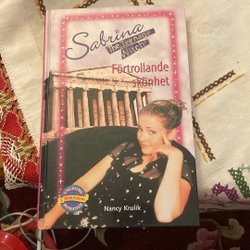 Sabrina
The Teenage
Witch
Förtrollande
skönhet
Nancy Krulik